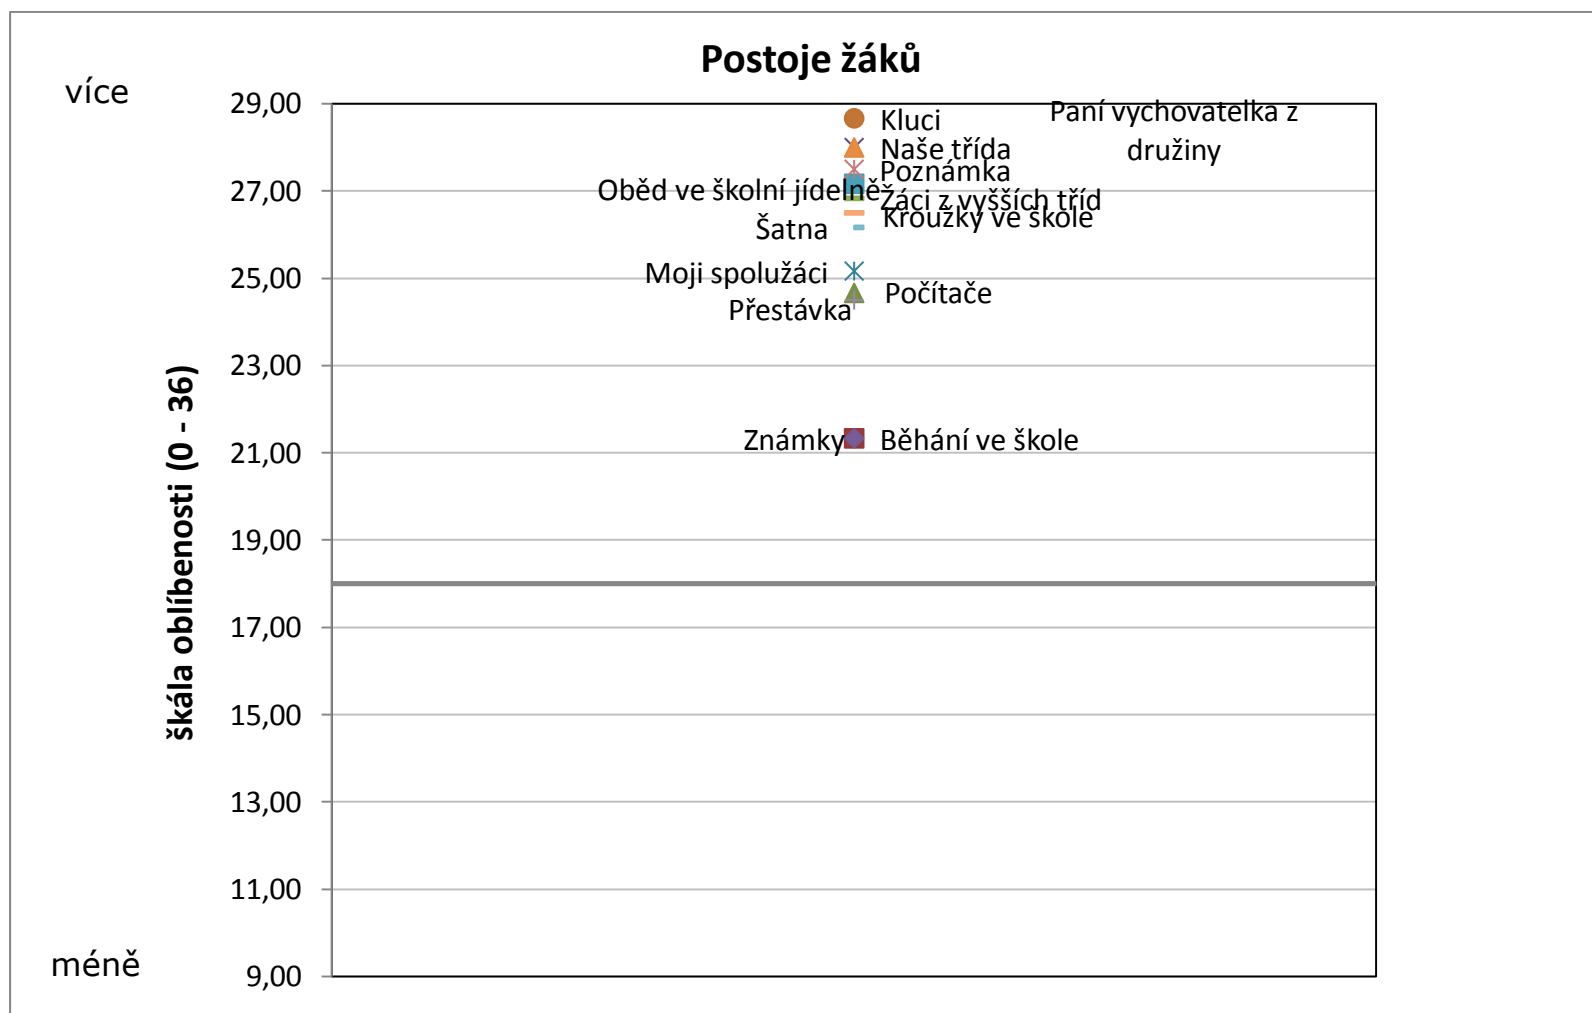 Postoje žáků
více
29,00
27,00
25,00
23,00
21,00
19,00
17,00
15,00
13,00
11,00
9,00
méně
škála oblíbenosti (0 - 36)
Kluci
Paní vychovatelka z
družiny
Naše třída
Poznámka
Oběd ve školní jídelně
Žáci z vyšších tříd
Kroužky ve škole
Šatna
Moji spolužáci
Počítače
Přestávka
Známky
Běhání ve škole